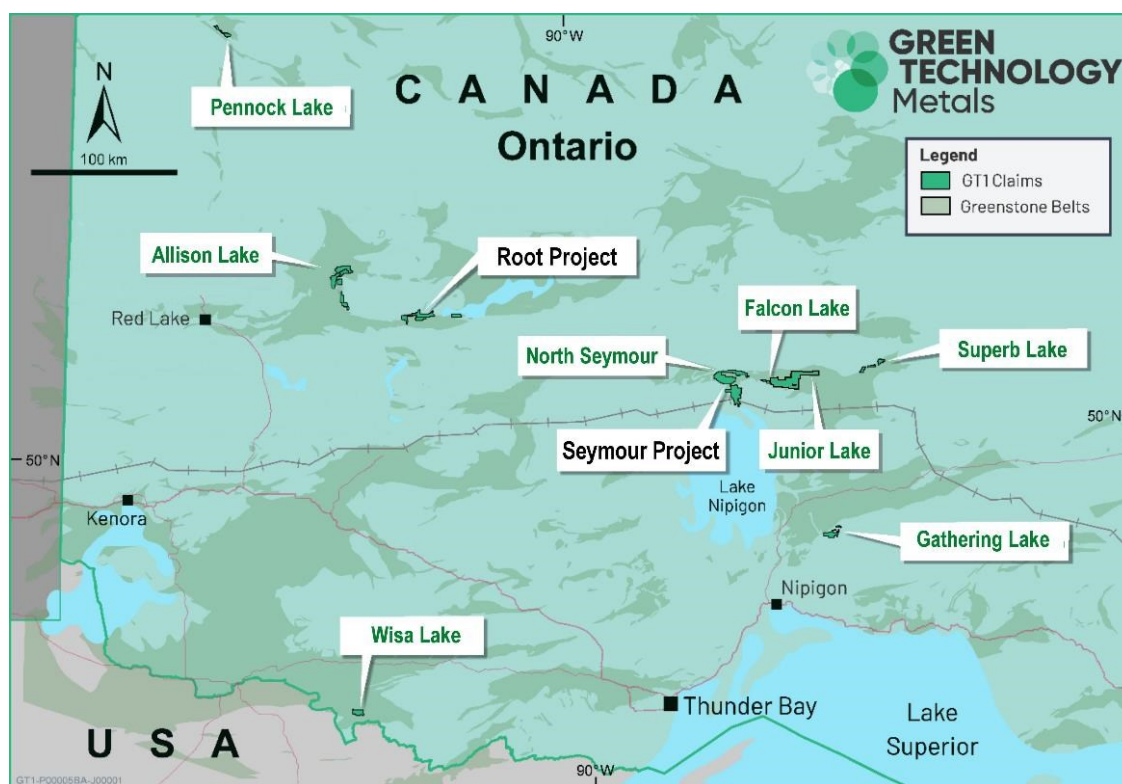 90°W
GREEN
TECHNOLOGY
Metals
N
Pennock Lake
CANADA
Ontario
100 km
Legend
GT1 Claims
Greenstone Belts
Allison Lake
Root Project
Red Lake
Falcon Lake
North Seymour
Superb Lake
50°N
Seymour Project
Junior Lake
50°N
Lake
Nipigon
Kenora
Gathering Lake
Nipigon
Wisa Lake
Thunder Bay
Lake
Superior
USA
90°W
GT1-P00005BA-J00001